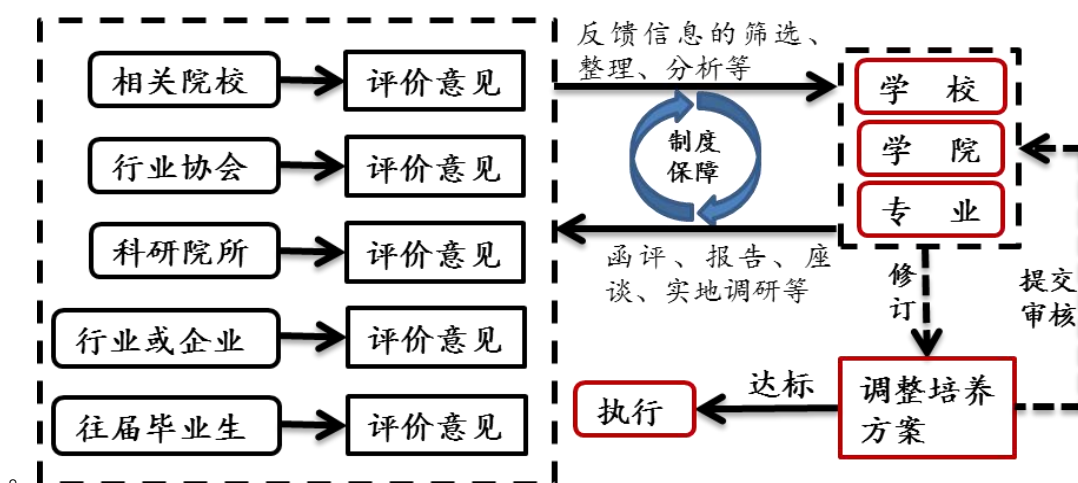 相关院校
评价意见
行业协会
评价意见
科研院所
评价意见
行业或企业
评价意见
往届毕业生
评价意见
反馈信息的筛选、
整理、分析等
制度
保障
函评、报告、座
谈、实地调研等
学 校
学 院
专 业
修
订
提交
审核
调整培养
方案
达标
执行
。